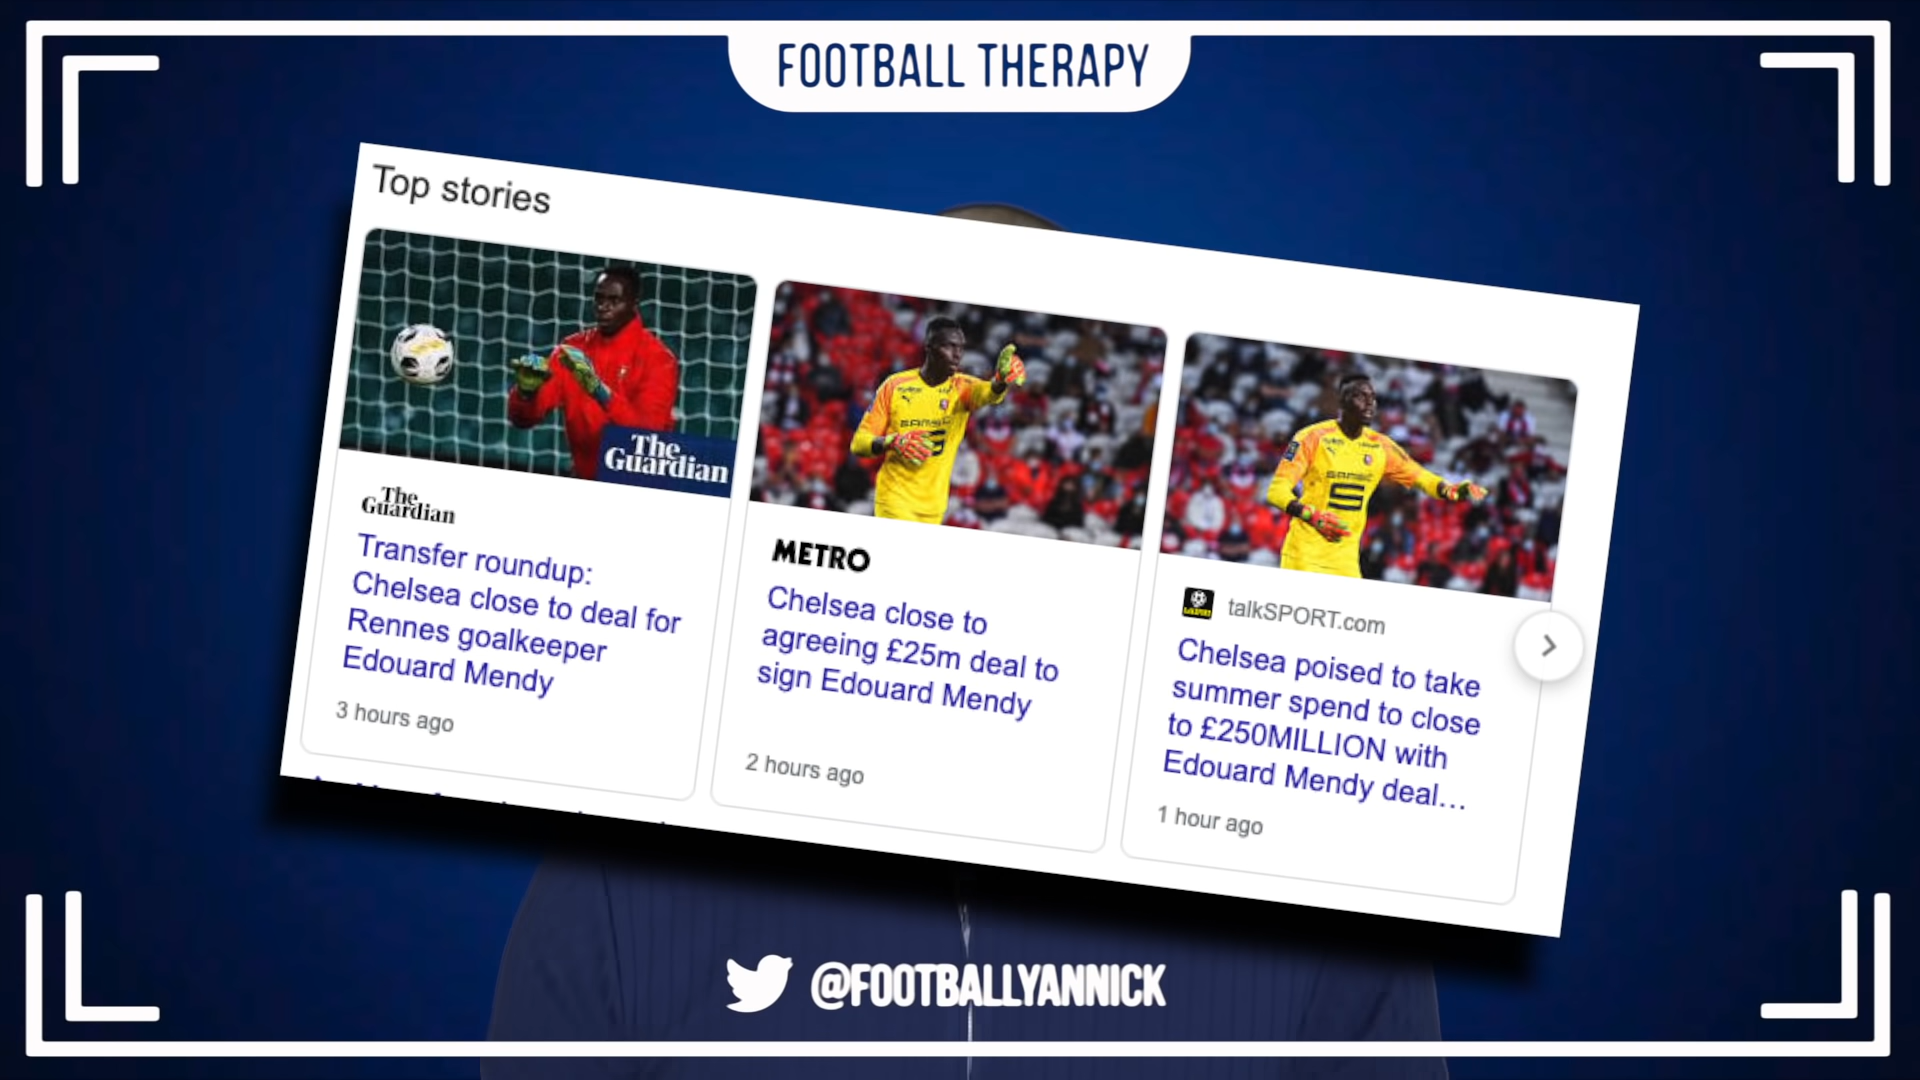 FOOTBALL THERAPY
Top stories
The
Guardian
The
Guardian
Transfer roundup:
Chelsea close to deal for
Rennes goalkeeper
Edouard Mendy
3 hours ago
METRO
Chelsea close to
agreeing £25m deal to
sign Edouard Mendy
2 hours ago
talkSPORT.com
Chelsea poised to take
summer spend to close
to £250MILLION with
Edouard Mendy deal...
1 hour ago
SAMSIC
@FOOTBALLYANNICK